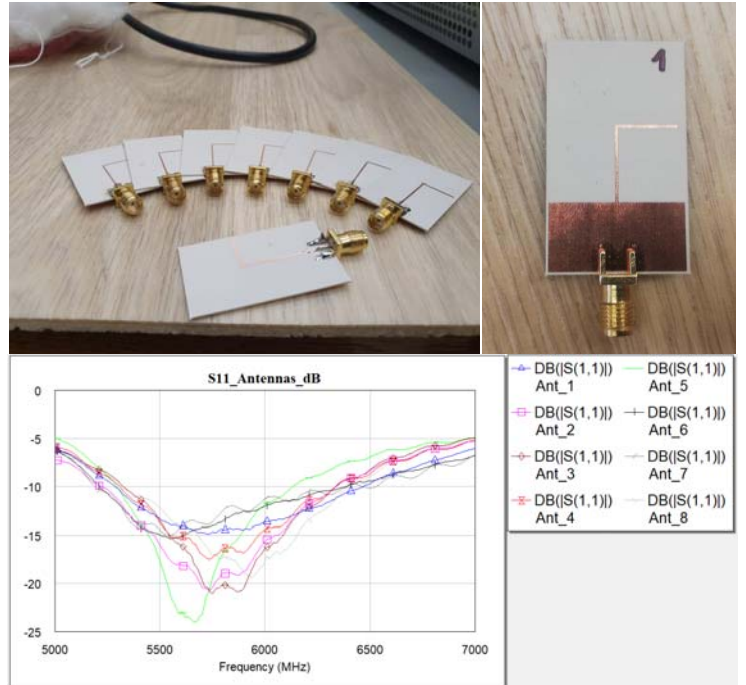 1
S11_Antennas_dB
0
-5
-10
-15
-20
-25
5000
5500
6000
6500
7000
Frequency (MHz)
DB(|S(1,1)|)
Ant_1
DB(|S(1,1)|)
Ant_5
DB(|S(1,1)|)
Ant_2
DB(|S(1,1)|)
Ant_6
DB(|S(1,1)|)
Ant_3
DB(|S(1,1)|)
Ant_7
DB(|S(1,1)|)
Ant_4
DB(|S(1,1)|)
Ant_8